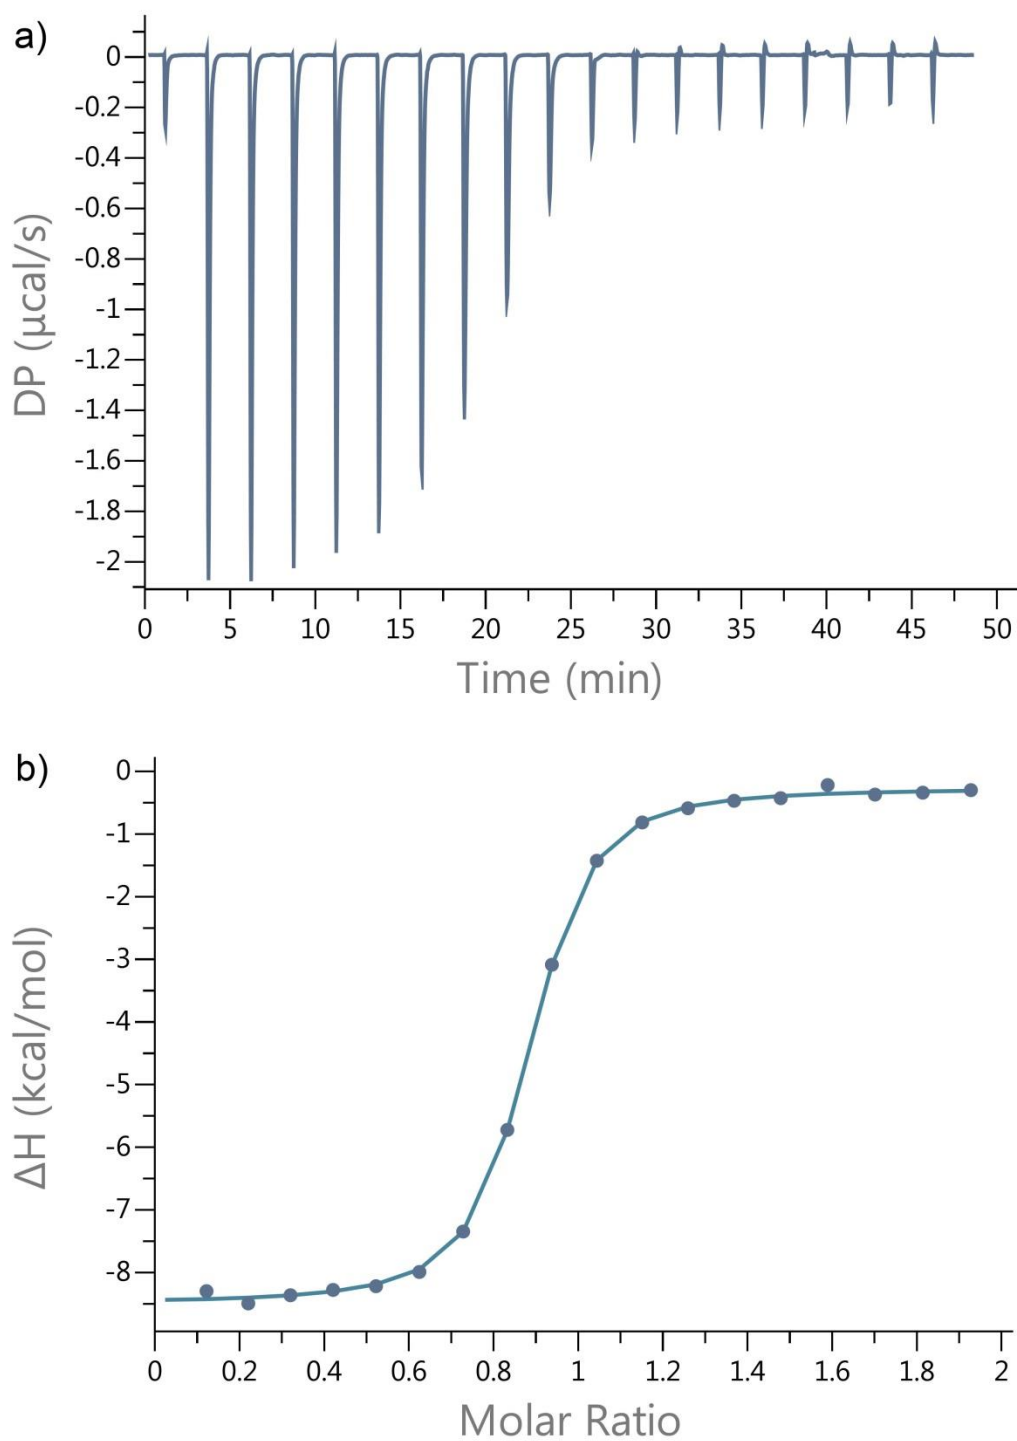 a)
0
-0.2
-0.4
-0.6
-0.8
-1
-1.2
-1.4
-1.6
-1.8
-2
DP (µcal/s)
0 5 10 15 20 25 30 35 40 45 50
Time (min)
b)
0
-1
-2
-3
-4
-5
-6
-7
-8
ΔH (kcal/mol)
0 0.2 0.4 0.6 0.8 1 1.2 1.4 1.6 1.8 2
Molar Ratio